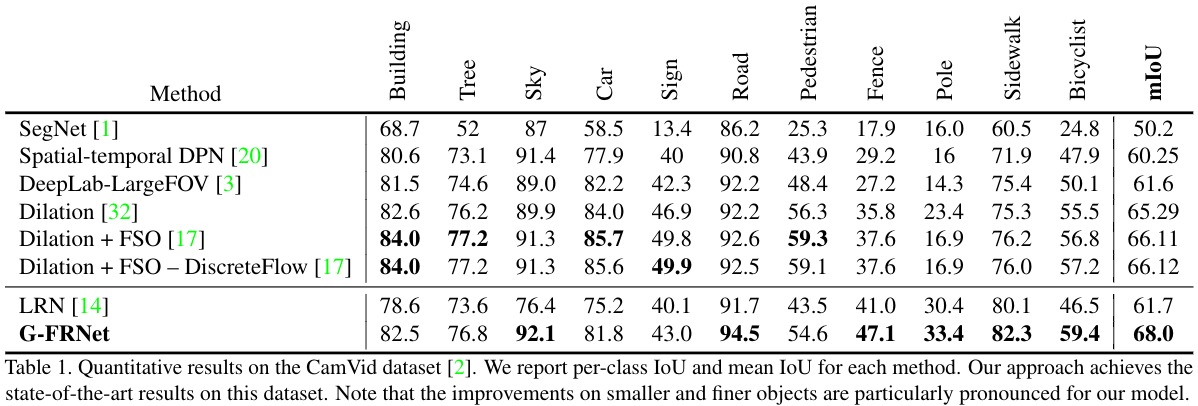 Method Building Tree Sky Car Sign Road Pedestrian Fence Pole Sidewalk Bicyclist mIoU
SegNet [1] 68.7 52 87 58.5 13.4 86.2 25.3 17.9 16.0 60.5 24.8 50.2
Spatial-temporal DPN [20] 80.6 73.1 91.4 77.9 40 90.8 43.9 29.2 16 71.9 47.9 60.25
DeepLab-LargeFOV [3] 81.5 74.6 89.0 82.2 42.3 92.2 48.4 27.2 14.3 75.4 50.1 61.6
Dilation [32] 82.6 76.2 89.9 84.0 46.9 92.2 56.3 35.8 23.4 75.3 55.5 65.29
Dilation + FSO [17] 84.0 77.2 91.3 85.7 49.8 92.6 59.3 37.6 16.9 76.2 56.8 66.11
Dilation + FSO – DiscreteFlow [17] 84.0 77.2 91.3 85.6 49.9 92.5 59.1 37.6 16.9 76.0 57.2 66.12
LRN [14] 78.6 73.6 76.4 75.2 40.1 91.7 43.5 41.0 30.4 80.1 46.5 61.7
G-FRNet 82.5 76.8 92.1 81.8 43.0 94.5 54.6 47.1 33.4 82.3 59.4 68.0
Table 1. Quantitative results on the CamVid dataset [2]. We report per-class IoU and mean IoU for each method. Our approach achieves the
state-of-the-art results on this dataset. Note that the improvements on smaller and finer objects are particularly pronounced for our model.